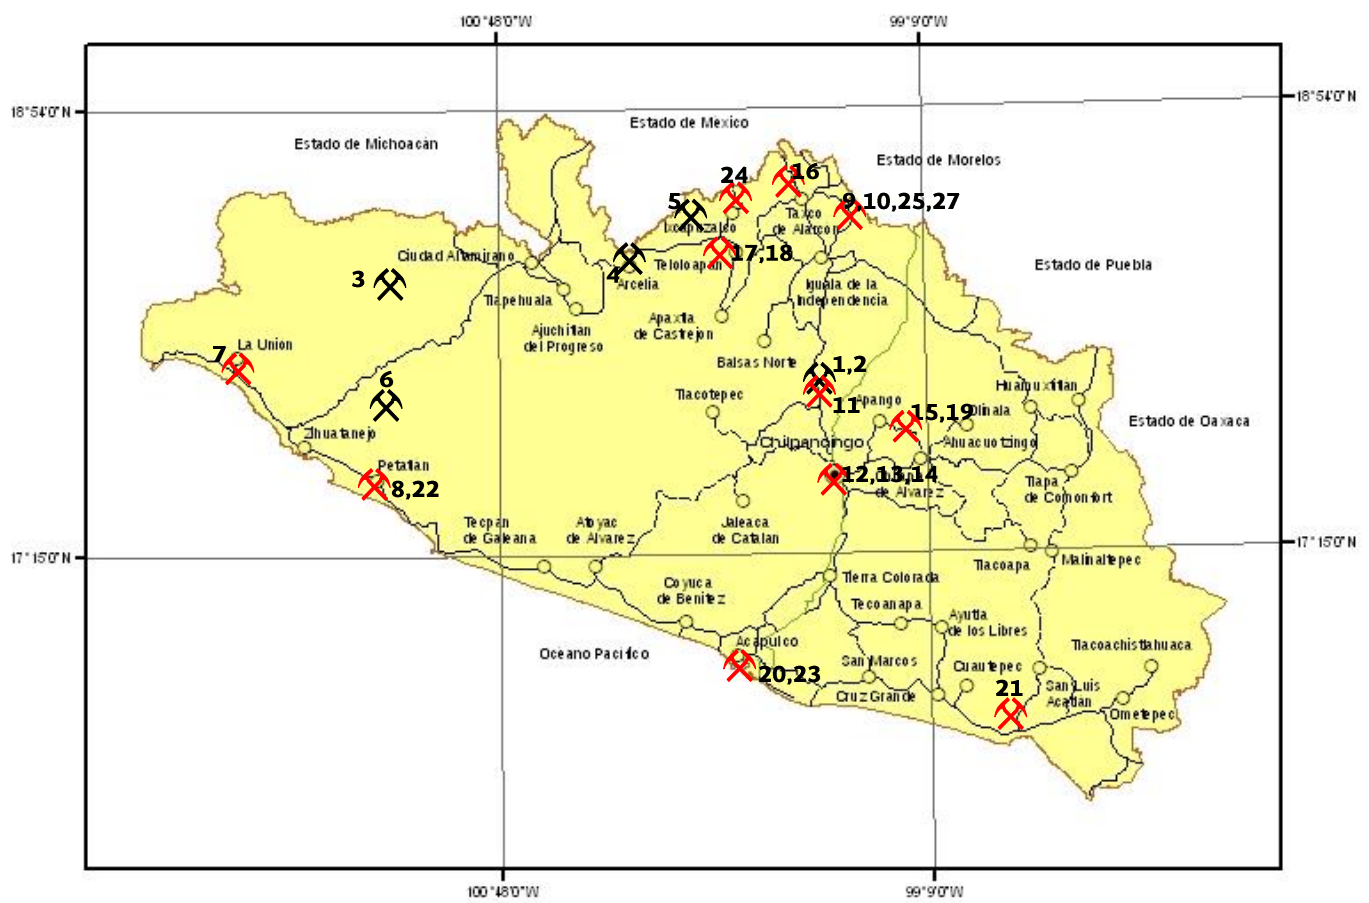 100°48'0"W
99°9'0"W
18°54'0"N
18°54'0"N
Estado de Mexico
Estado de Michoacán
Estado de Morelos
24
16
5
9,10,25,27
Ixcapuzalco
Taxco
de Alarcon
Ciudad Altamirano
Teloloapan
17,18
Estado de Puebla
3
4
Arcelia
Iguala de la
Independencia
Tlapehuala
Ajuchitlan
del Progreso
Apaxtla
de Castrejon
7
La Union
Balsas Norte
1,2
6
Huamuxtitlan
Tlacotepec
11
Apango
15,19
Olinala
Estado de Oaxaca
Zihuatanejo
Chilpancingo
Ahuacuotzingo
Petatlan
8,22
12,13,14
de Alvarez
Tlapa
de Comonfort
Tecpan
de Galeana
Atoyac
de Alvarez
Jaleaca
de Catalan
17°15'0"N
17°15'0"N
Tlacoapa
Malinaltepec
Coyuca
de Benitez
Tierra Colorada
Tecoanapa
Ayutla
de los Libres
Oceano Pacifico
Acapulco
20,23
San Marcos
Cuautepec
Tlacoachistlahuaca
Cruz Grande
21
San Luis
Acatlan
Ometepec
100°48'0"W
99°9'0"W